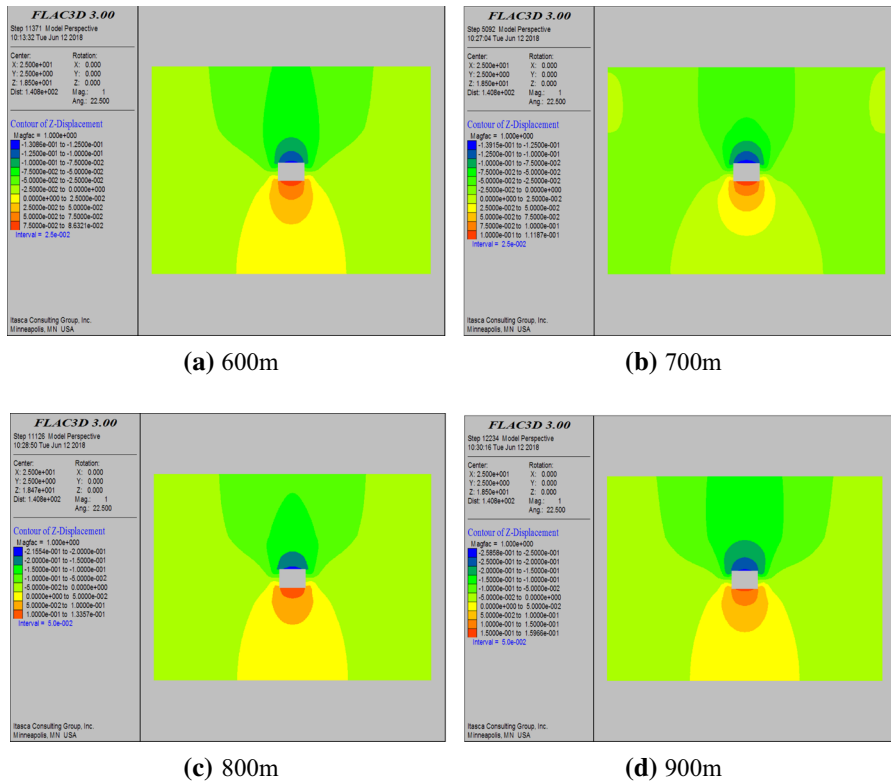 FLAC3D 3.00
Step 11371 Model Perspective
10:13:32 Tue Jun 12 2018
Center: Rotation:
X: 2.500e+001 X: 0.000
Y: 2.500e+001 Y: 0.000
Z: 1.850e+001 Z: 0.000
Dist: 1.408e+002 Mag.: 1
Ang.: 22.500
Contour of Z-Displacement
Magfac = 1.000e+000
-1.3086e-001 to -1.2500e-001
-1.2500e-001 to -1.0000e-001
-1.0000e-001 to -7.5000e-002
-7.5000e-002 to -5.0000e-002
-5.0000e-002 to -2.5000e-002
-2.5000e-002 to 0.0000e+000
0.0000e+000 to 2.5000e-002
2.5000e-002 to 5.0000e-002
5.0000e-002 to 7.5000e-002
7.5000e-002 to 8.6321e-002
Interval = 2.5e-002
Itasca Consulting Group, Inc.
Minneapolis, MN USA
(a) 600m
FLAC3D 3.00
Step 5092 Model Perspective
10:27:04 Tue Jun 12 2018
Center: Rotation:
X: 2.500e+001 X: 0.000
Y: 2.500e+001 Y: 0.000
Z: 1.850e+001 Z: 0.000
Dist: 1.408e+002 Mag.: 1
Ang.: 22.500
Contour of Z-Displacement
Magfac = 1.000e+000
-1.3915e-001 to -1.2500e-001
-1.2500e-001 to -1.0000e-001
-1.0000e-001 to -7.5000e-002
-7.5000e-002 to -5.0000e-002
-5.0000e-002 to -2.5000e-002
-2.5000e-002 to 0.0000e+000
0.0000e+000 to 2.5000e-002
2.5000e-002 to 5.0000e-002
5.0000e-002 to 7.5000e-002
7.5000e-002 to 1.0000e-001
1.0000e-001 to 1.1187e-001
Interval = 2.5e-002
Itasca Consulting Group, Inc.
Minneapolis, MN USA
(b) 700m
FLAC3D 3.00
Step 11126 Model Perspective
10:28:50 Tue Jun 12 2018
Center: Rotation:
X: 2.500e+001 X: 0.000
Y: 2.500e+001 Y: 0.000
Z: 1.847e+001 Z: 0.000
Dist: 1.408e+002 Mag.: 1
Ang.: 22.500
Contour of Z-Displacement
Magfac = 1.000e+000
-2.1554e-001 to -2.0000e-001
-2.0000e-001 to -1.5000e-001
-1.5000e-001 to -1.0000e-001
-1.0000e-001 to -5.0000e-002
-5.0000e-002 to 0.0000e+000
0.0000e+000 to 5.0000e-002
5.0000e-002 to 1.0000e-001
1.0000e-001 to 1.3357e-001
Interval = 5.0e-002
Itasca Consulting Group, Inc.
Minneapolis, MN USA
(c) 800m
FLAC3D 3.00
Step 12234 Model Perspective
10:30:16 Tue Jun 12 2018
Center: Rotation:
X: 2.500e+001 X: 0.000
Y: 2.500e+001 Y: 0.000
Z: 1.850e+001 Z: 0.000
Dist: 1.408e+002 Mag.: 1
Ang.: 22.500
Contour of Z-Displacement
Magfac = 1.000e+000
-2.5858e-001 to -2.5000e-001
-2.5000e-001 to -2.0000e-001
-2.0000e-001 to -1.5000e-001
-1.5000e-001 to -1.0000e-001
-1.0000e-001 to -5.0000e-002
-5.0000e-002 to 0.0000e+000
0.0000e+000 to 5.0000e-002
5.0000e-002 to 1.0000e-001
1.0000e-001 to 1.5000e-001
1.5000e-001 to 1.5966e-001
Interval = 5.0e-002
Itasca Consulting Group, Inc.
Minneapolis, MN USA
(d) 900m